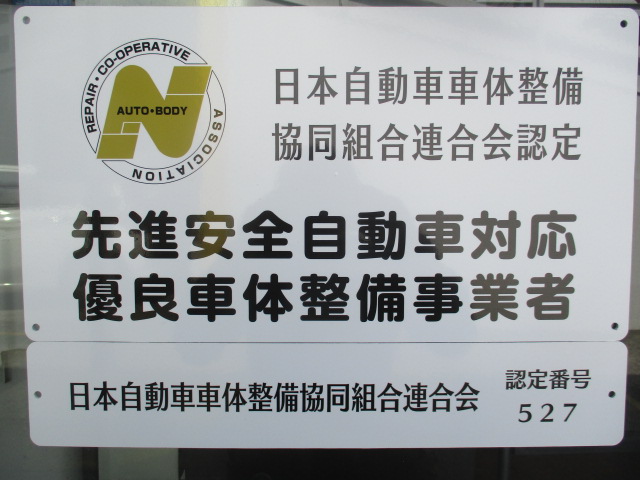 REPAIR・CO-OPERATIVE
ASSOCIATION
AUTO・BODY
日本自動車車体整備
協同組合連合会認定
先進安全自動車対応
優良車体整備事業者
日本自動車車体整備協同組合連合会
認定番号
527